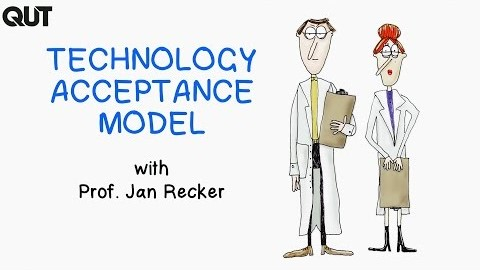 QUT
TECHNOLOGY
ACCEPTANCE
MODEL
with
Prof. Jan Recker